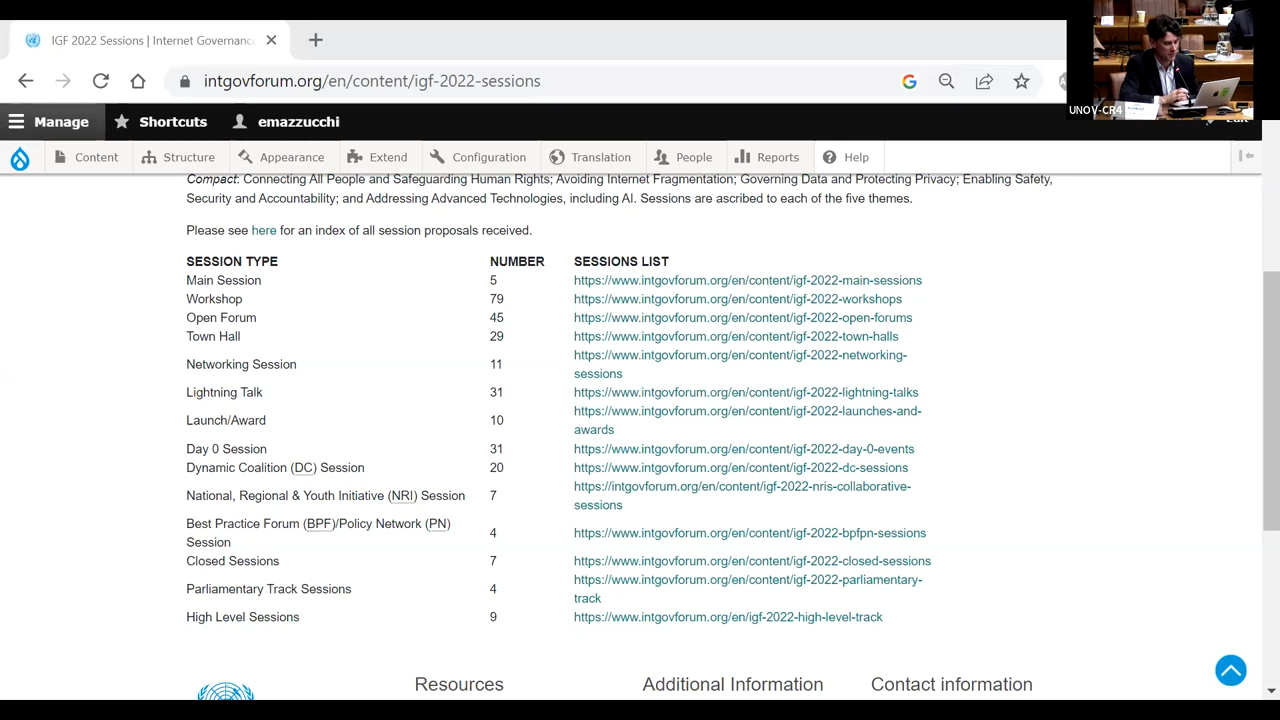 IGF 2022 Sessions | Internet Governance
intgovforum.org/en/content/igf-2022-sessions
UNOV-CR4
Manage
Shortcuts
emazzucchi
Content
Structure
Appearance
Extend
Configuration
Translation
People
Reports
Help
Compact: Connecting All People and Safeguarding Human Rights; Avoiding Internet Fragmentation; Governing Data and Protecting Privacy; Enabling Safety,
Security and Accountability; and Addressing Advanced Technologies, including AI. Sessions are ascribed to each of the five themes.
Please see here for an index of all session proposals received.
SESSION TYPE NUMBER SESSIONS LIST
Main Session 5 https://www.intgovforum.org/en/content/igf-2022-main-sessions
Workshop 79 https://www.intgovforum.org/en/content/igf-2022-workshops
Open Forum 45 https://www.intgovforum.org/en/content/igf-2022-open-forums
Town Hall 29 https://www.intgovforum.org/en/content/igf-2022-town-halls
Networking Session 11 https://www.intgovforum.org/en/content/igf-2022-networking-
sessions
Lightning Talk 31 https://www.intgovforum.org/en/content/igf-2022-lightning-talks
Launch/Award 10 https://www.intgovforum.org/en/content/igf-2022-launches-and-
awards
Day 0 Session 31 https://www.intgovforum.org/en/content/igf-2022-day-0-events
Dynamic Coalition (DC) Session 20 https://www.intgovforum.org/en/content/igf-2022-dc-sessions
National, Regional & Youth Initiative (NRI) Session 7 https://intgovforum.org/en/content/igf-2022-nris-collaborative-
sessions
Best Practice Forum (BPF)/Policy Network (PN)
Session 4 https://www.intgovforum.org/en/content/igf-2022-bpfpn-sessions
Closed Sessions 7 https://www.intgovforum.org/en/content/igf-2022-closed-sessions
Parliamentary Track Sessions 4 https://www.intgovforum.org/en/content/igf-2022-parliamentary-
track
High Level Sessions 9 https://www.intgovforum.org/en/igf-2022-high-level-track
Resources
Additional Information
Contact information